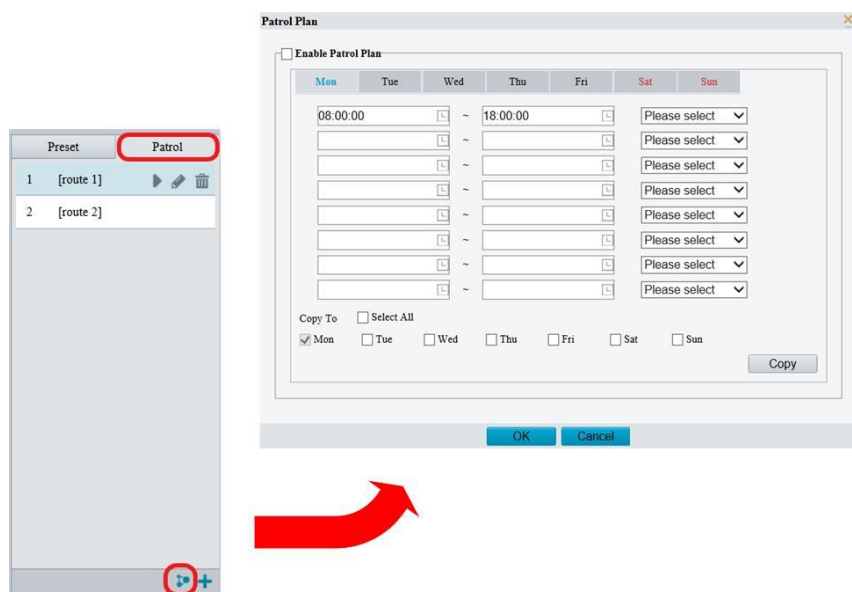 Patrol Plan
Enable Patrol Plan
Mon Tue Wed Thu Fri Sat Sun
08:00:00 ~ 18:00:00 Please select
~ Please select
~ Please select
~ Please select
~ Please select
~ Please select
~ Please select
~ Please select
Copy To Select All
Mon Tue Wed Thu Fri Sat Sun
Copy
OK Cancel
Preset Patrol
1 [route 1]
2 [route 2]